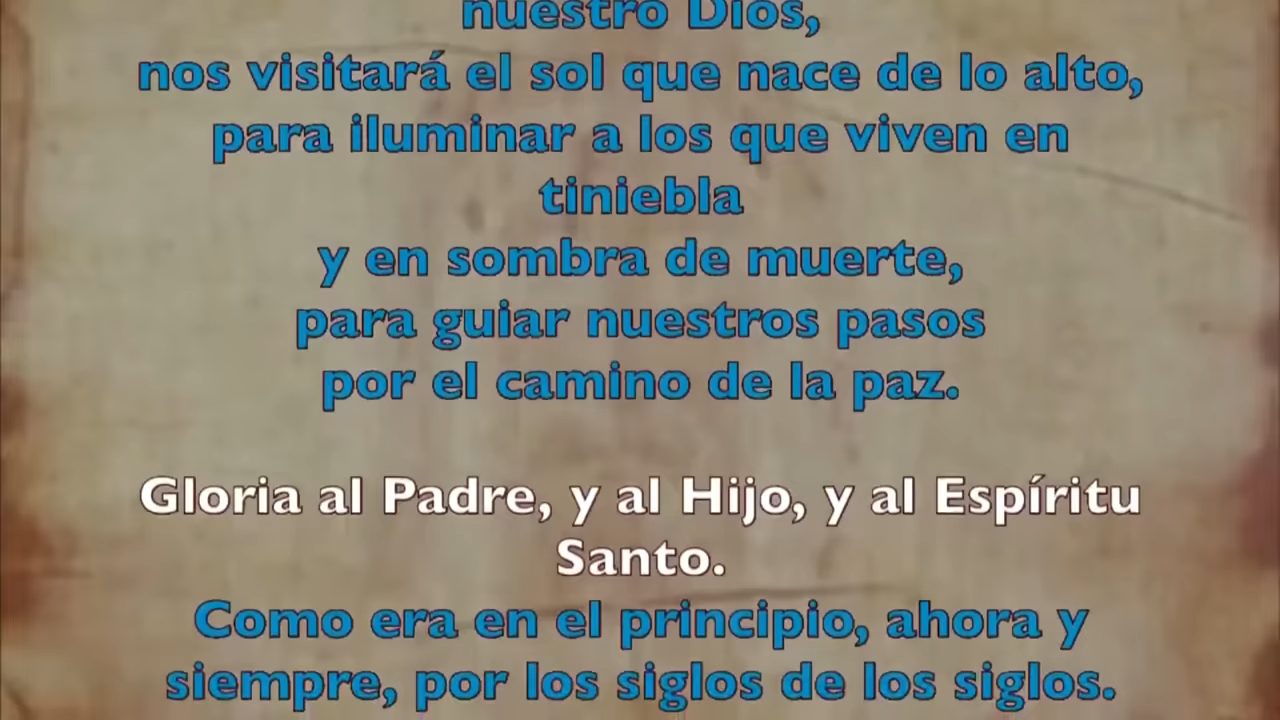 nuestro Dios,
nos visitará el sol que nace de lo alto,
para iluminar a los que viven en
tiniebla
y en sombra de muerte,
para guiar nuestros pasos
por el camino de la paz.
Gloria al Padre, y al Hijo, y al Espíritu
Santo.
Como era en el principio, ahora y
siempre, por los siglos de los siglos.